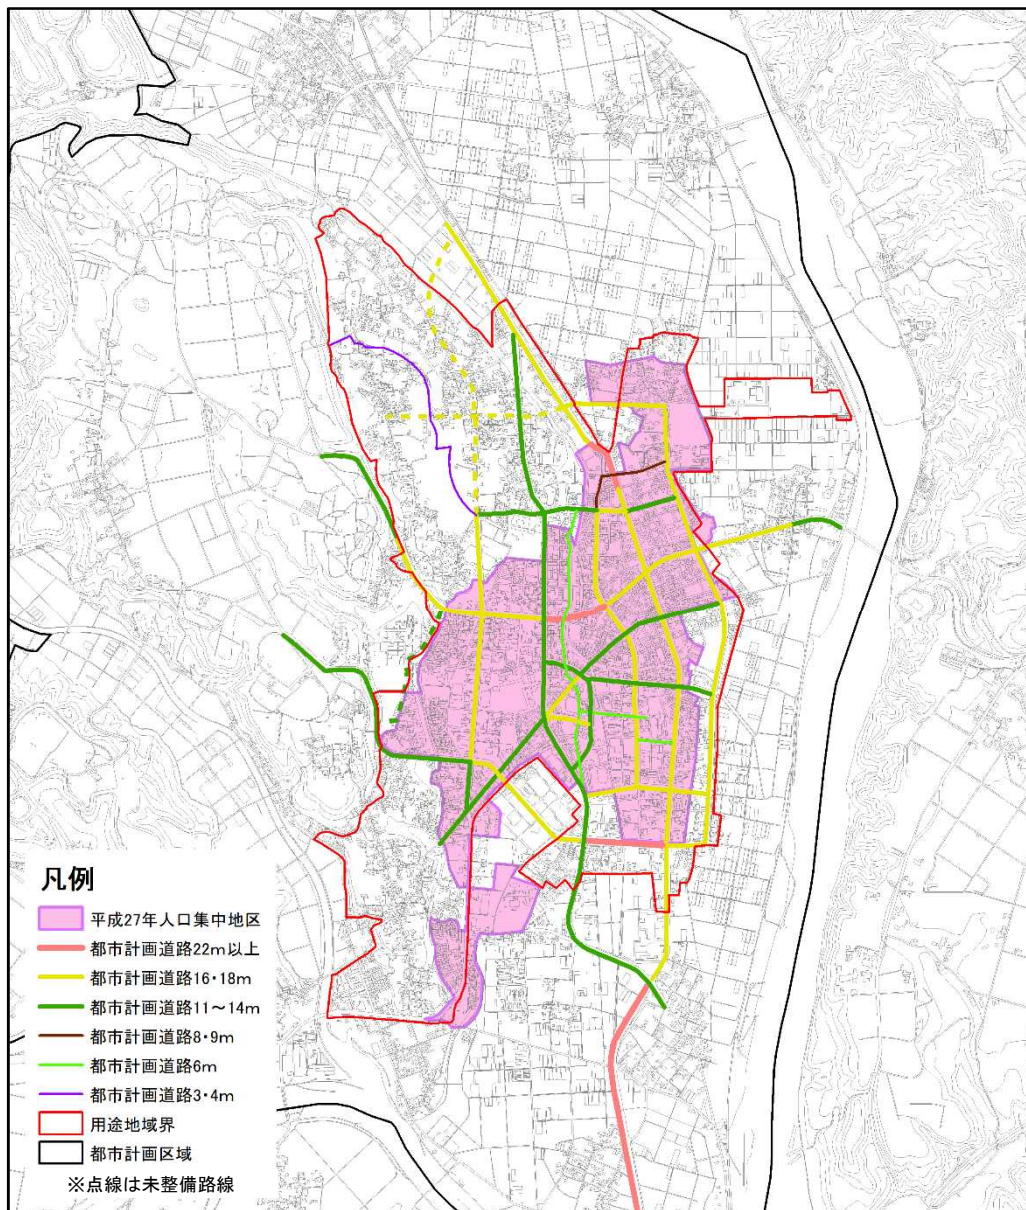 凡例
平成27年人口集中地区
都市計画道路22m以上
都市計画道路16・18m
都市計画道路11～14m
都市計画道路8・9m
都市計画道路6m
都市計画道路3・4m
用途地域界
都市計画区域
※点線は未整備路線